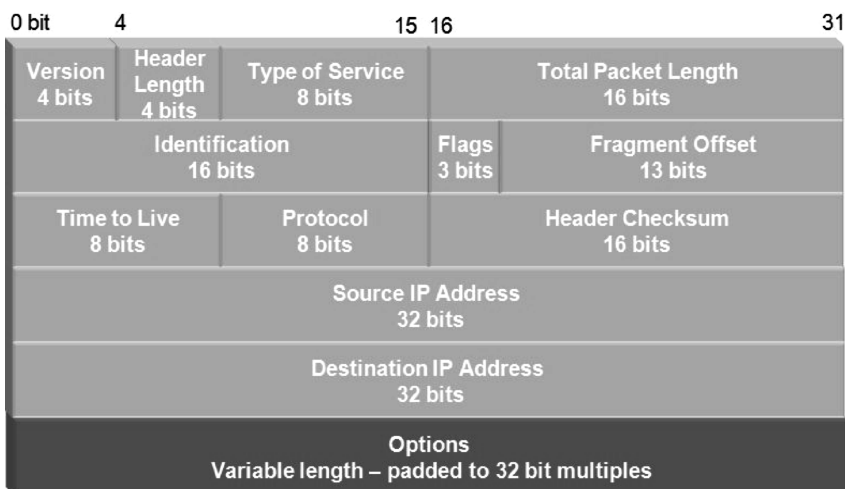 0 bit 4 15 16 31
Version
4 bits
Header
Length
4 bits
Type of Service
8 bits
Total Packet Length
16 bits
Identification
16 bits
Flags
3 bits
Fragment Offset
13 bits
Time to Live
8 bits
Protocol
8 bits
Header Checksum
16 bits
Source IP Address
32 bits
Destination IP Address
32 bits
Options
Variable length – padded to 32 bit multiples